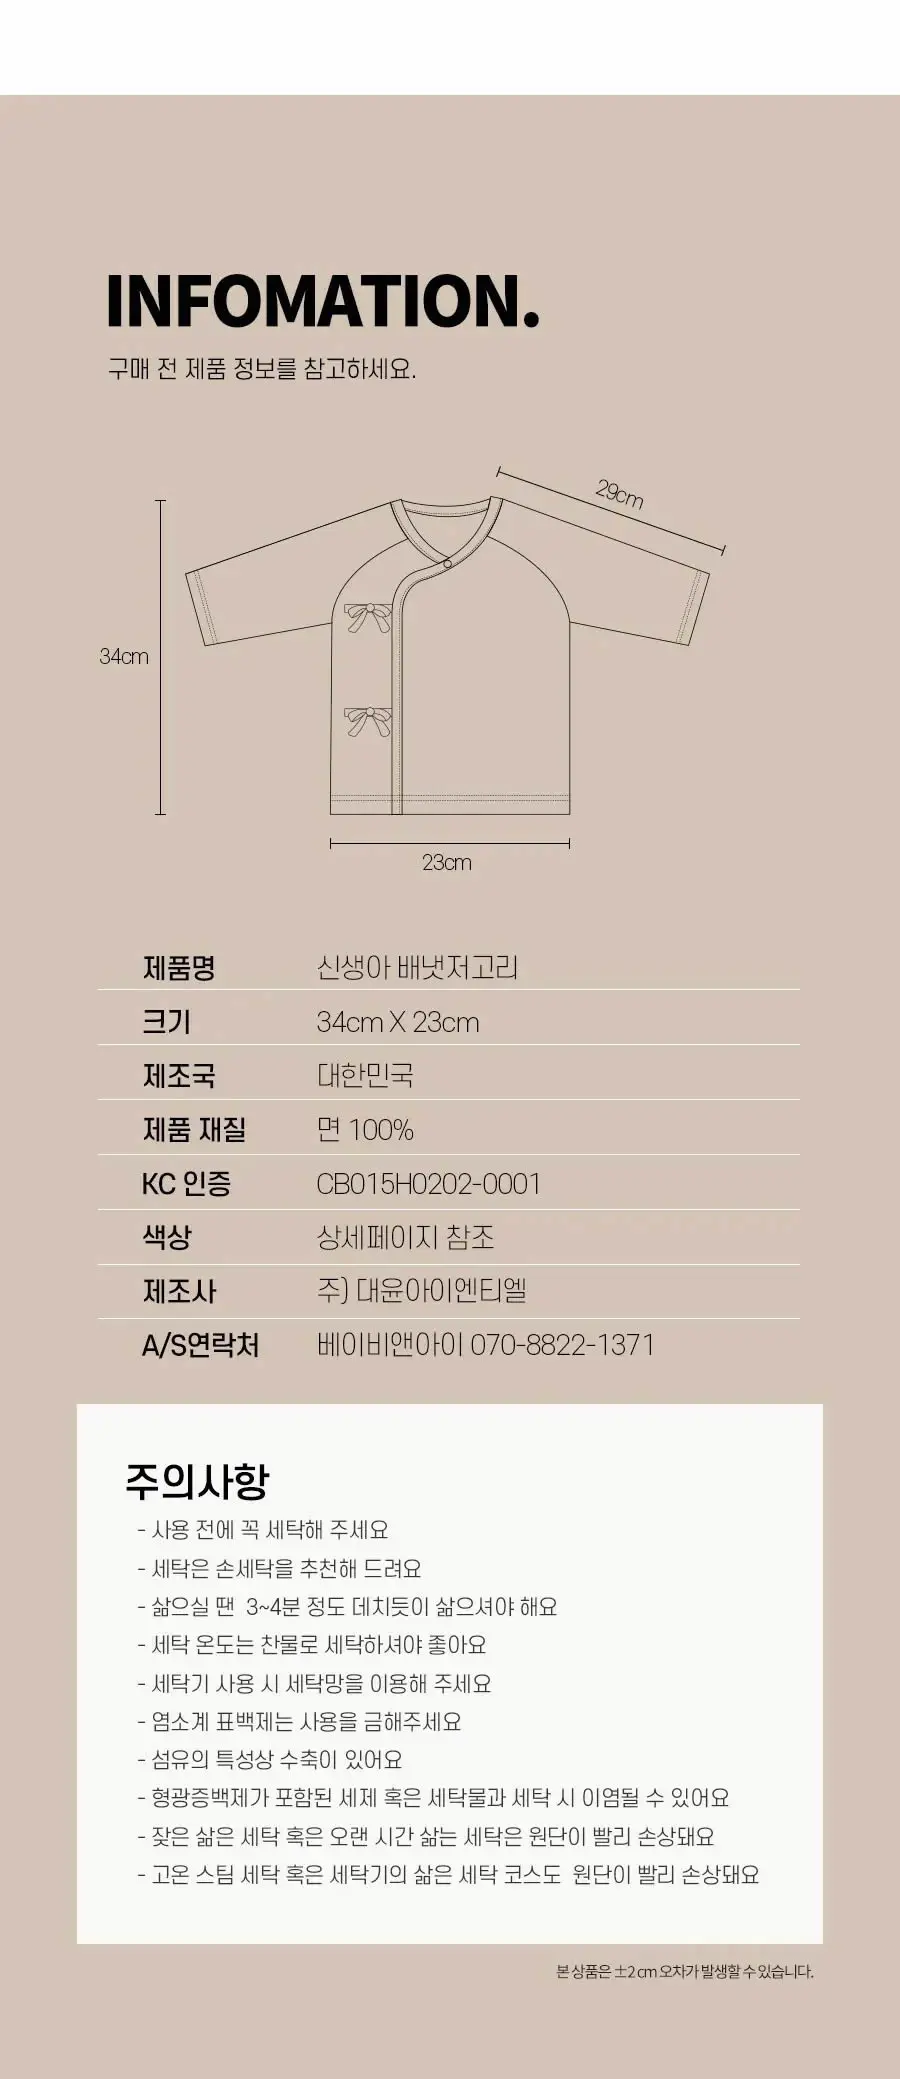 INFOMATION.
구매 전 제품 정보를 참고하세요.
29cm
34cm
23cm
제품명 신생아 배냇저고리
크기 34cm X 23cm
제조국 대한민국
제품 재질 면 100%
KC 인증 CB015H0202-0001
색상 상세페이지 참조
제조사 주) 대윤아이엔티엘
A/S연락처 베이비앤아이 070-8822-1371
주의사항
- 사용 전에 꼭 세탁해 주세요
- 세탁은 손세탁을 추천해 드려요
- 삶으실 땐 3~4분 정도 데치듯이 삶으셔야 해요
- 세탁 온도는 찬물로 세탁하셔야 좋아요
- 세탁기 사용 시 세탁망을 이용해 주세요
- 염소계 표백제는 사용을 금해주세요
- 섬유의 특성상 수축이 있어요
- 형광증백제가 포함된 세제 혹은 세탁물과 세탁 시 이염될 수 있어요
- 잦은 삶은 세탁 혹은 오랜 시간 삶는 세탁은 원단이 빨리 손상돼요
- 고온 스팀 세탁 혹은 세탁기의 삶은 세탁 코스도 원단이 빨리 손상돼요
본 상품은 ±2 cm 오차가 발생할 수 있습니다.